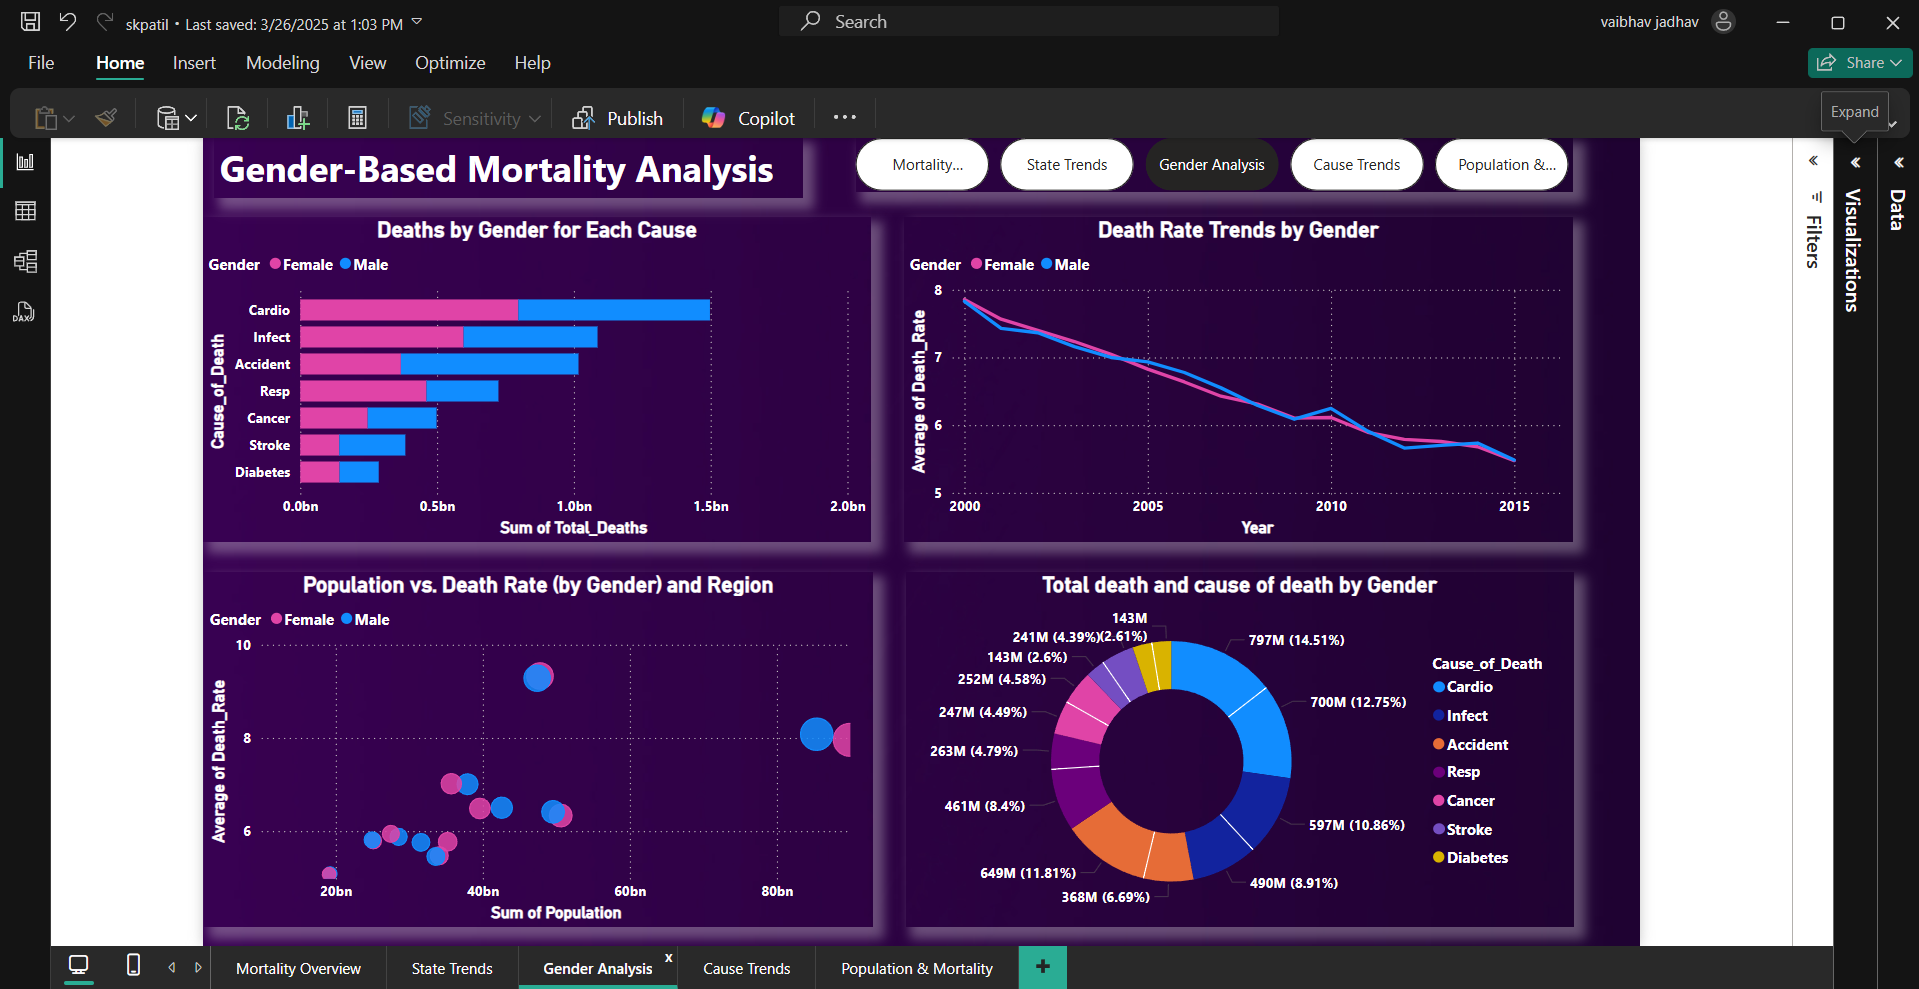 skpatil • Last saved: 3/26/2025 at 1:03 PM
Search
vaibhav jadhav
File Home Insert Modeling View Optimize Help
Share
Sensitivity
Publish
Copilot
Expand
Gender-Based Mortality Analysis
Mortality...
State Trends
Gender Analysis
Cause Trends
Population &...
Filters
Visualizations
Data
DAX
Deaths by Gender for Each Cause
Gender Female Male
Cause_of_Death
Cardio
Infect
Accident
Resp
Cancer
Stroke
Diabetes
0.0bn 0.5bn 1.0bn 1.5bn 2.0bn
Sum of Total_Deaths
Death Rate Trends by Gender
Gender Female Male
Average of Death_Rate
8
7
6
5
2000 2005 2010 2015
Year
Population vs. Death Rate (by Gender) and Region
Gender Female Male
Average of Death_Rate
10
8
6
20bn 40bn 60bn 80bn
Sum of Population
Total death and cause of death by Gender
797M (14.51%)
700M (12.75%)
597M (10.86%)
490M (8.91%)
368M (6.69%)
649M (11.81%)
461M (8.4%)
263M (4.79%)
247M (4.49%)
252M (4.58%)
143M (2.6%)
241M (4.39%)
143M
(2.61%)
Cause_of_Death
Cardio
Infect
Accident
Resp
Cancer
Stroke
Diabetes
Mortality Overview
State Trends
Gender Analysis
x
Cause Trends
Population & Mortality
+